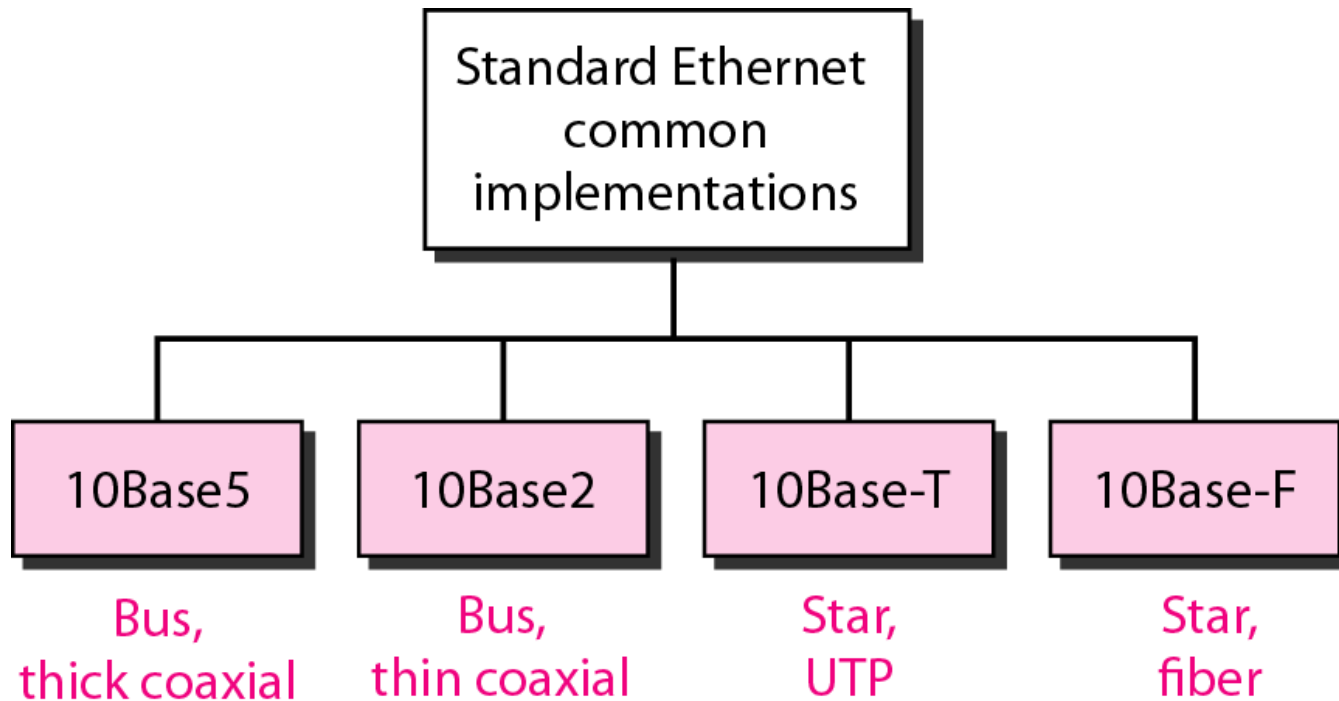 Standard Ethernet
common
implementations
10Base5
10Base2
10Base-T
10Base-F
Bus,
thick coaxial
Bus,
thin coaxial
Star,
UTP
Star,
fiber